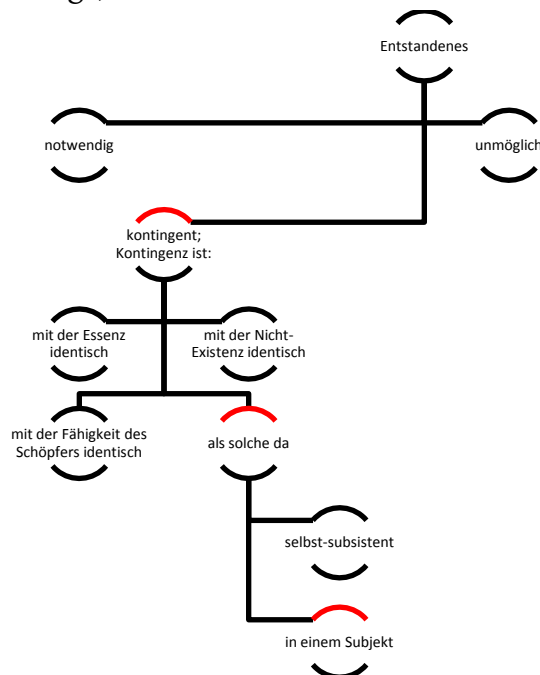 Entstandenes
notwendig
unmöglich
kontingent;
Kontingenz ist:
mit der Essenz
identisch
mit der Nicht-
Existenz identisch
mit der Fähigkeit des
Schöpfers identisch
als solche da
selbst-subsistent
in einem Subjekt